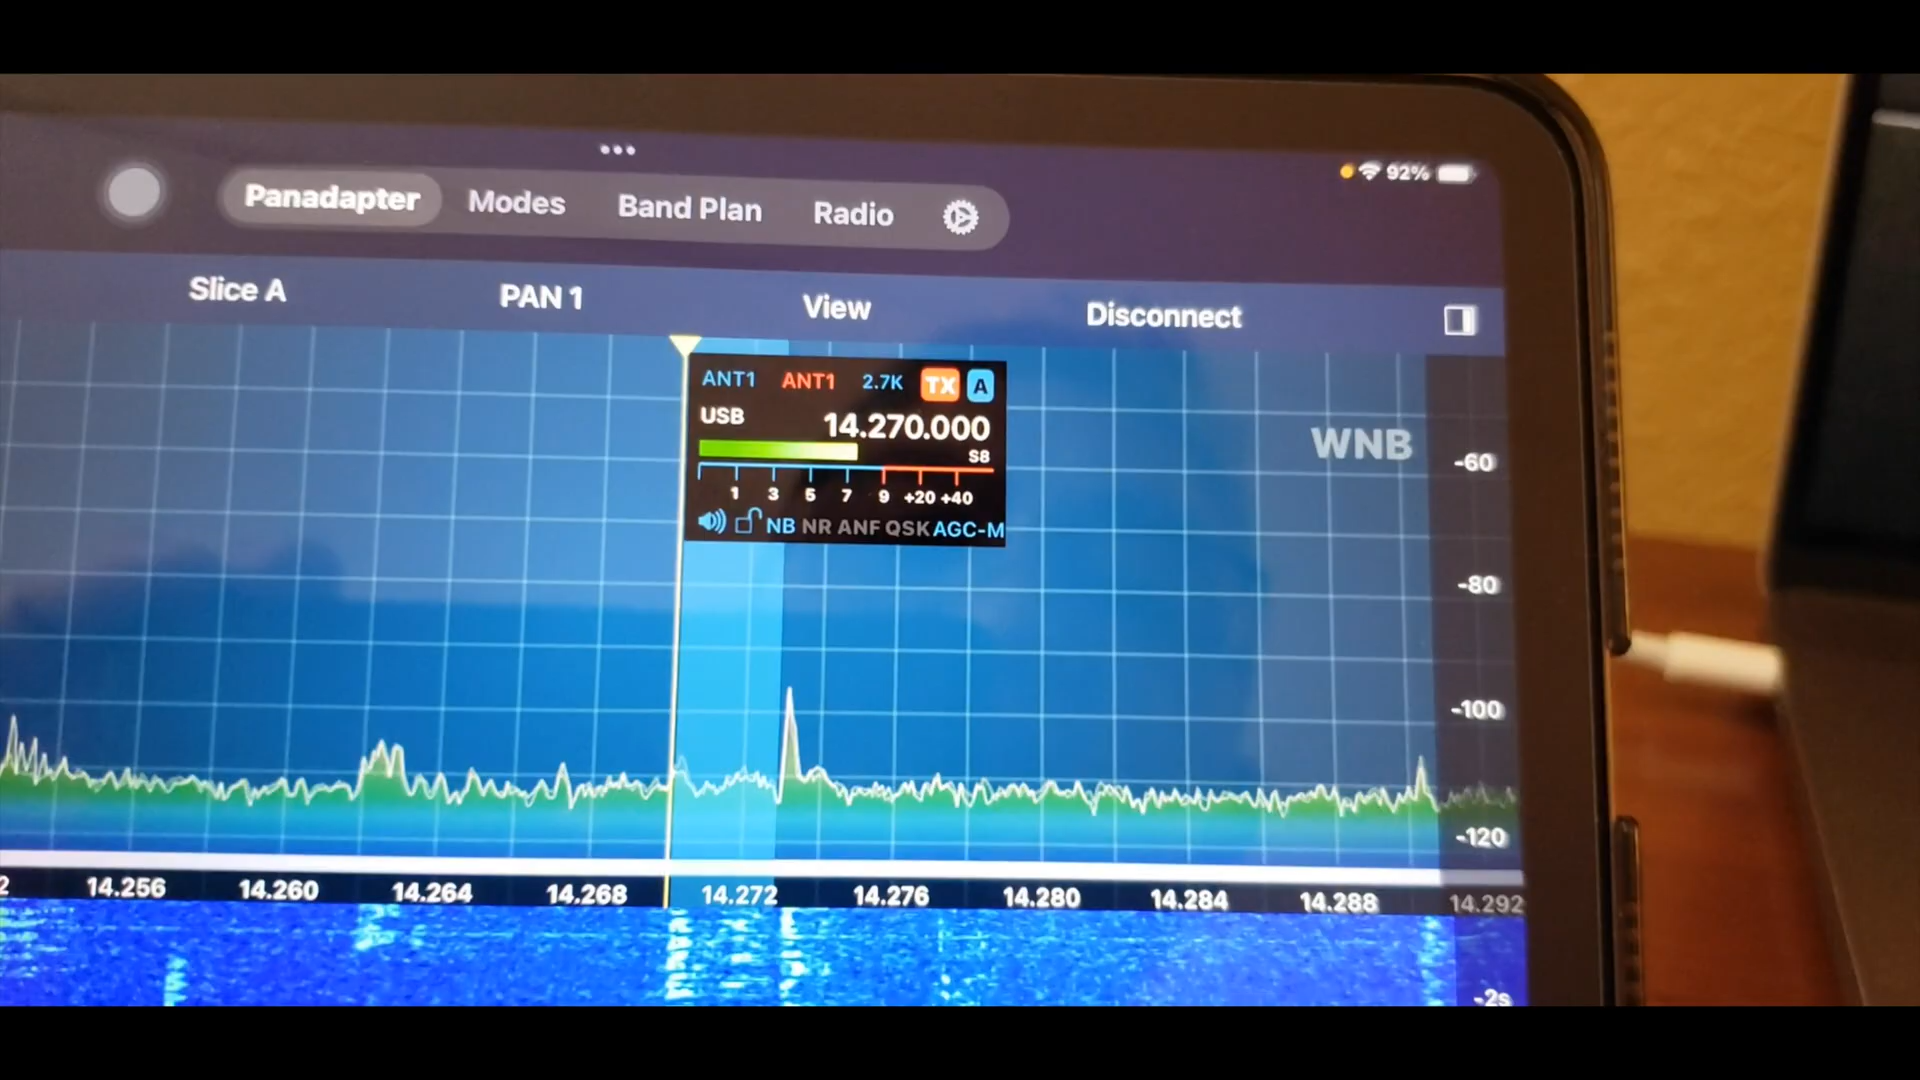 92%
Panadapter Modes Band Plan Radio
Slice A PAN 1 View Disconnect
ANT1 ANT1 2.7K TX A
USB 14.270.000
S8
1 3 5 7 9 +20 +40
NB NR ANF QSK AGC-M
WNB
-60
-80
-100
-120
2 14.256 14.260 14.264 14.268 14.272 14.276 14.280 14.284 14.288 14.292
-2s